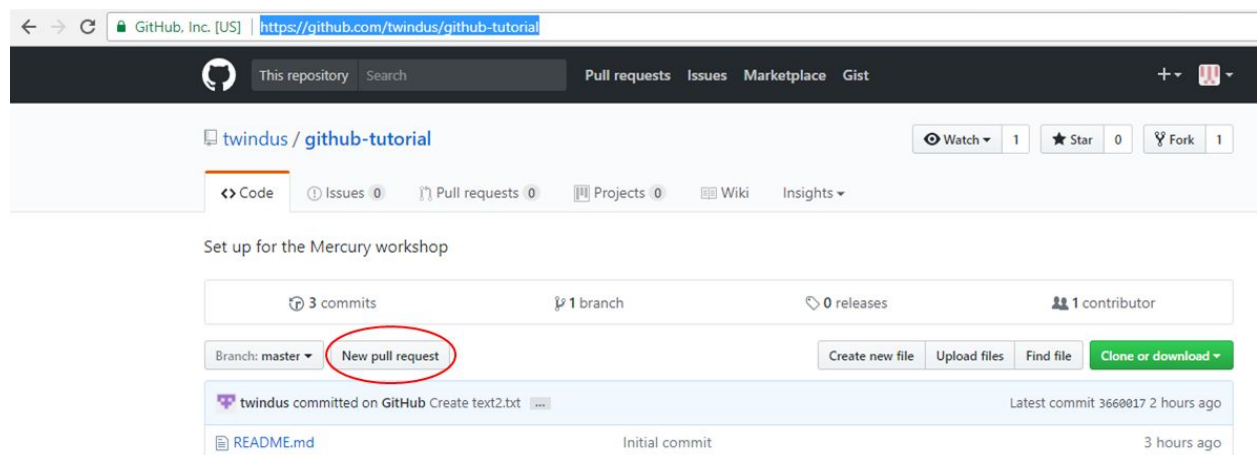 GitHub, Inc. [US] https://github.com/twindus/github-tutorial
This repository Search Pull requests Issues Marketplace Gist
twindus / github-tutorial Watch 1 Star 0 Fork 1
Code Issues 0 Pull requests 0 Projects 0 Wiki Insights
Set up for the Mercury workshop
3 commits 1 branch 0 releases 1 contributor
Branch: master New pull request Create new file Upload files Find file Clone or download
twindus committed on GitHub Create text2.txt ... Latest commit 3660017 2 hours ago
README.md Initial commit 3 hours ago